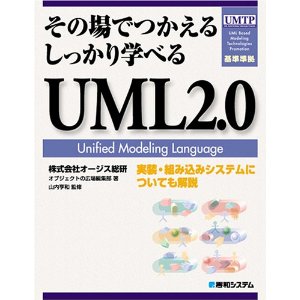 その場でつかえる
しっかり学べる
UMTP
UML Based
Modeling
Technologies
Promotion
基準準拠
UML2.0
Unified Modeling Language
株式会社オージス総研
オブジェクトの広場編集部 著
山内亨和 監修
実装・組み込みシステムに
ついても解説
秀和システム